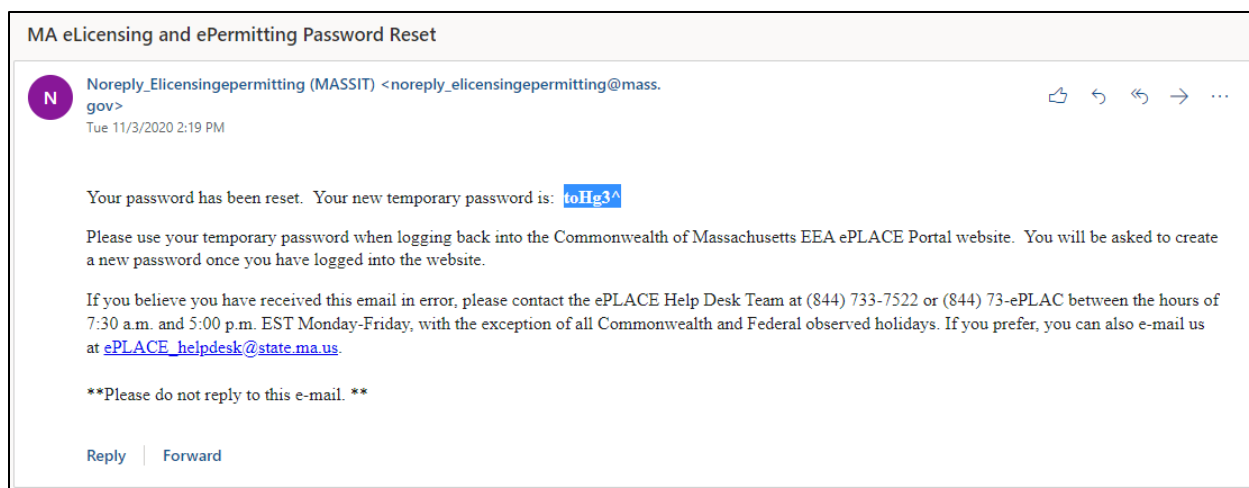 MA eLicensing and ePermitting Password Reset
N
Noreply_Elicensingepermitting (MASSIT) <noreply_elicensingepermitting@mass.
gov>
Tue 11/3/2020 2:19 PM
Your password has been reset.  Your new temporary password is:  toHg3^
Please use your temporary password when logging back into the Commonwealth of Massachusetts EEA ePLACE Portal website.  You will be asked to create
a new password once you have logged into the website.
If you believe you have received this email in error, please contact the ePLACE Help Desk Team at (844) 733-7522 or (844) 73-ePLAC between the hours of
7:30 a.m. and 5:00 p.m. EST Monday-Friday, with the exception of all Commonwealth and Federal observed holidays. If you prefer, you can also e-mail us
at ePLACE_helpdesk@state.ma.us.
**Please do not reply to this e-mail. **
Reply Forward